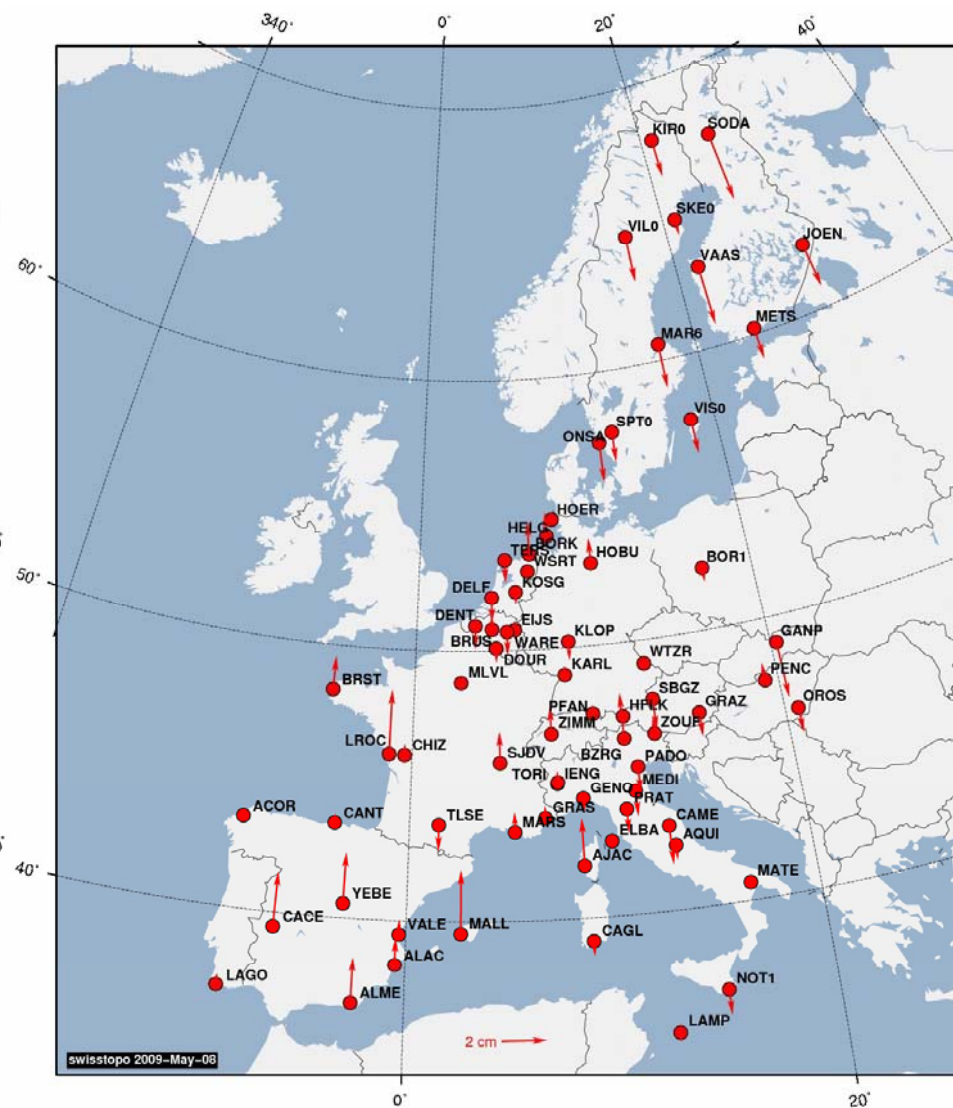 340°
0°
20°
40°
KIR0
SODA
SKE0
VIL0
JOEN
VAAS
60°
METS
MAR6
VIS0
SPT0
ONSA
HOER
HELG
BORK
TERS
HOBU
WSRT
BOR1
KOSG
50°
DELF
DENT
EIJS
KLOP
GANP
BRUS
WARE
WTZR
DOUR
KARL
PENC
MLVL
BRST
SBGZ
OROS
PFAN
HFLK
GRAZ
ZIMM
ZOUF
LROC
CHIZ
SJDV
BZRG
PADO
TORI
IENG
MEDI
GENO
PRAT
ACOR
CANT
TLSE
GRAS
CAME
MARS
ELBA
AQUI
AJAC
40°
MATE
YEBE
CACE
VALE
MALL
CAGL
ALAC
LAGO
NOT1
ALME
LAMP
2 cm
swisstopo 2009-May-08
0°
20°